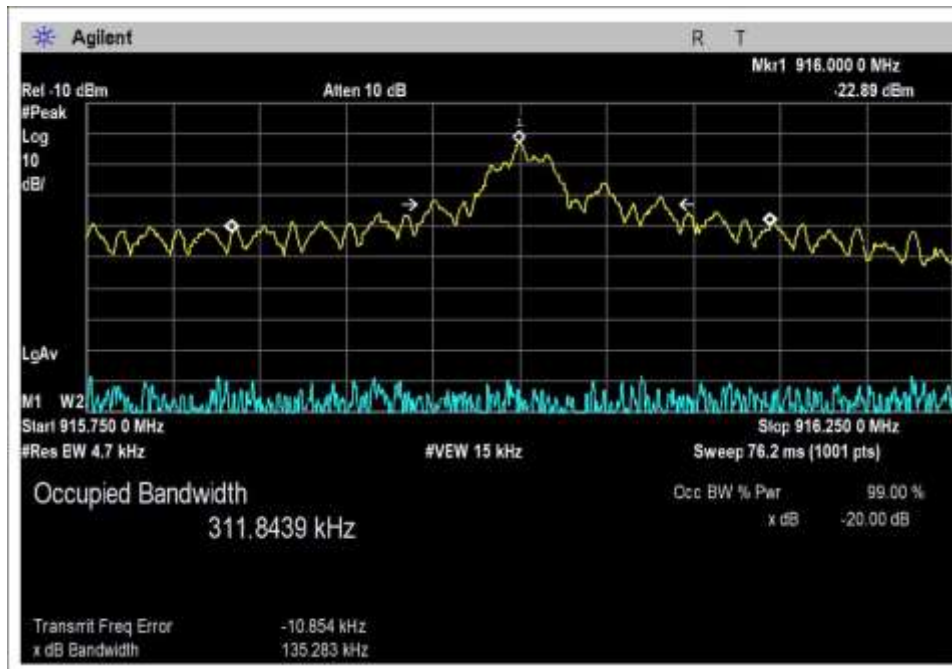 Agilent R T
Mkr1 916.000 0 MHz
Ref -10 dBm Atten 10 dB -22.89 dBm
#Peak
Log
10
dB/
1
LgAv
M1 W2
Start 915.750 0 MHz Stop 916.250 0 MHz
#Res BW 4.7 kHz #VBW 15 kHz Sweep 76.2 ms (1001 pts)
Occupied Bandwidth Occ BW % Pwr 99.00 %
311.8439 kHz x dB -20.00 dB
Transmit Freq Error -10.854 kHz
x dB Bandwidth 135.283 kHz